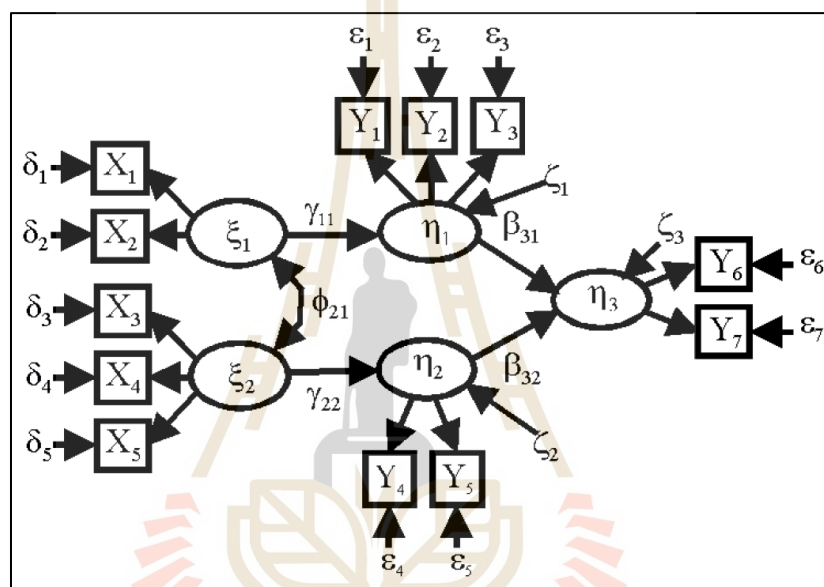 ε₁ ε₂ ε₃
Y₁ Y₂ Y₃
δ₁ X₁
ζ₁
δ₂ X₂ ξ₁ γ₁₁ η₁ β₃₁
ζ₃
Y₆ ε₆
δ₃ X₃ ϕ₂₁ η₃
Y₇ ε₇
δ₄ X₄ ξ₂ γ₂₂ η₂ β₃₂
δ₅ X₅
ζ₂
Y₄ Y₅
ε₄ ε₅